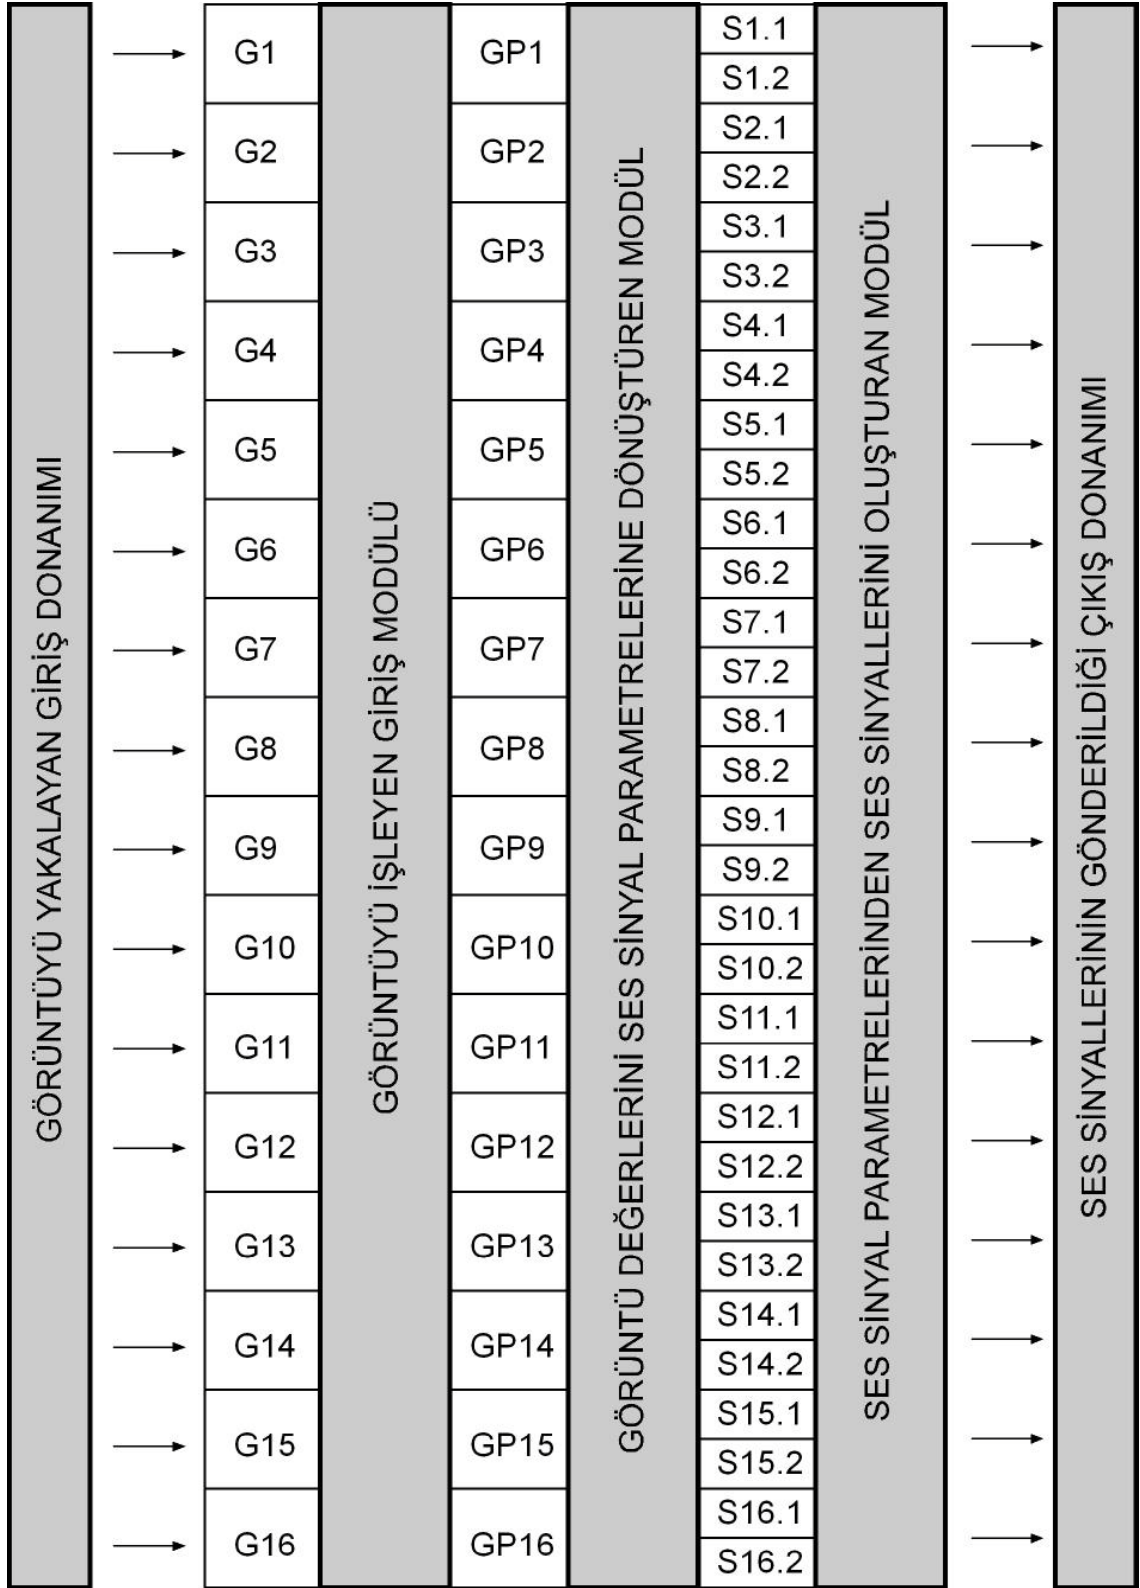 GÖRÜNTÜYÜ YAKALAYAN GİRİŞ DONANIMI
G1
G2
G3
G4
G5
G6
G7
G8
G9
G10
G11
G12
G13
G14
G15
G16
GÖRÜNTÜYÜ İŞLEYEN GİRİŞ MODÜLÜ
GP1
GP2
GP3
GP4
GP5
GP6
GP7
GP8
GP9
GP10
GP11
GP12
GP13
GP14
GP15
GP16
GÖRÜNTÜ DEĞERLERİNİ SES SİNYAL PARAMETRELERİNE DÖNÜŞTÜREN MODÜL
S1.1
S1.2
S2.1
S2.2
S3.1
S3.2
S4.1
S4.2
S5.1
S5.2
S6.1
S6.2
S7.1
S7.2
S8.1
S8.2
S9.1
S9.2
S10.1
S10.2
S11.1
S11.2
S12.1
S12.2
S13.1
S13.2
S14.1
S14.2
S15.1
S15.2
S16.1
S16.2
SES SİNYAL PARAMETRELERİNDEN SES SİNYALLERİNİ OLUŞTURAN MODÜL
SES SİNYALLERİNİN GÖNDERİLDİĞİ ÇIKIŞ DONANIMI